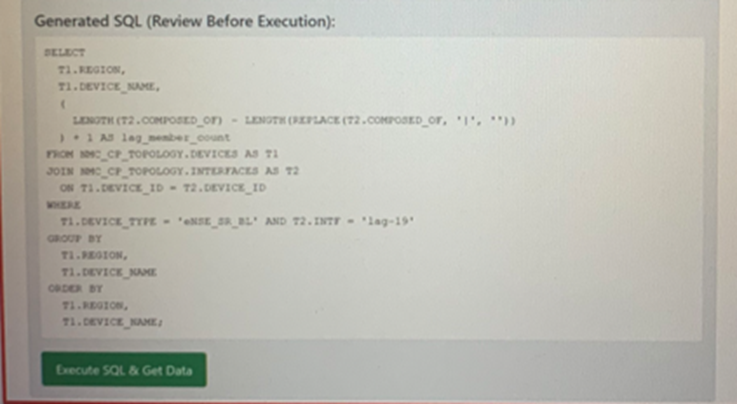 Generated SQL (Review Before Execution):
SELECT
T1.REGION,
T1.DEVICE_NAME,
(
LENGTH(T2.COMPOSED_OF) - LENGTH(REPLACE(T2.COMPOSED_OF, '|', ''))
) + 1 AS lag_member_count
FROM NMC_CP_TOPOLOGY.DEVICES AS T1
JOIN NMC_CP_TOPOLOGY.INTERFACES AS T2
ON T1.DEVICE_ID = T2.DEVICE_ID
WHERE
T1.DEVICE_TYPE = 'eNSE_SR_BL' AND T2.INTF = 'lag-19'
GROUP BY
T1.REGION,
T1.DEVICE_NAME
ORDER BY
T1.REGION,
T1.DEVICE_NAME;
Execute SQL & Get Data